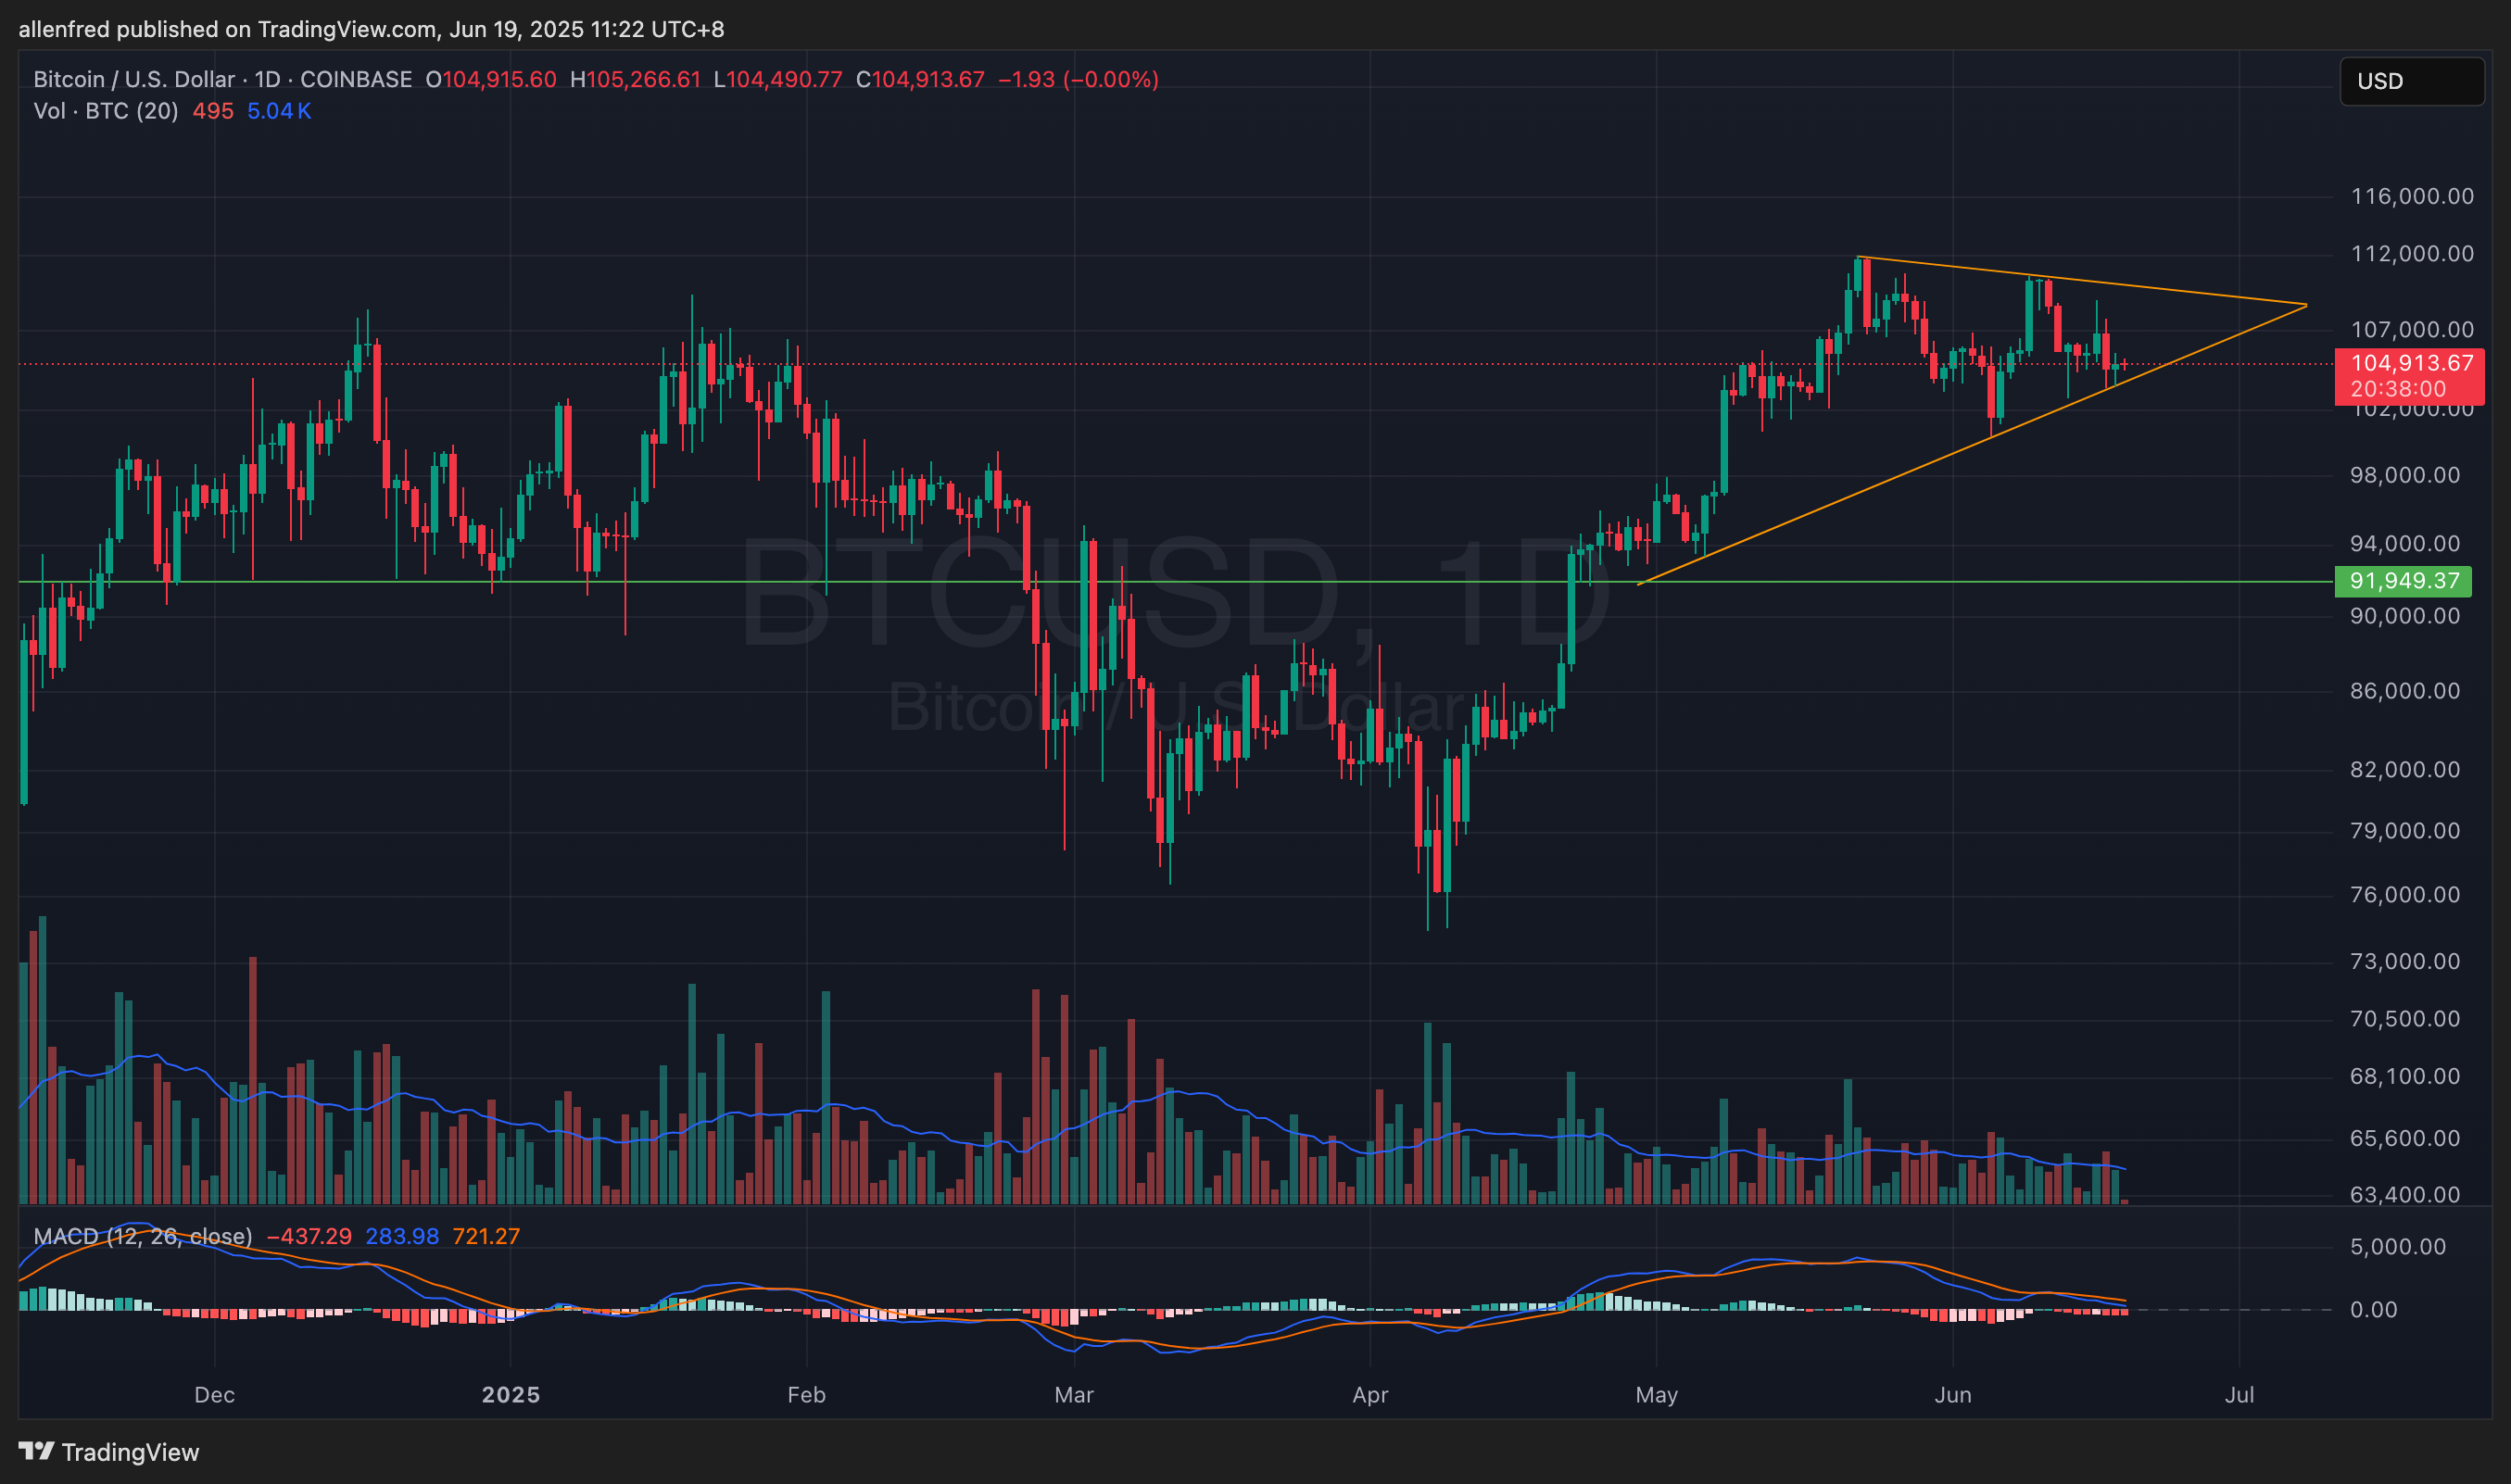 allenfred published on TradingView.com, Jun 19, 2025 11:22 UTC+8
Bitcoin / U.S. Dollar · 1D · COINBASE O104,915.60 H105,266.61 L104,490.77 C104,913.67 −1.93 (−0.00%)
USD
Vol · BTC (20) 495 5.04 K
116,000.00
112,000.00
107,000.00
104,913.67
20:38:00
102,000.00
98,000.00
94,000.00
BTCUSD, 1D
91,949.37
90,000.00
86,000.00
Bitcoin / U.S. Dollar
82,000.00
79,000.00
76,000.00
73,000.00
70,500.00
68,100.00
65,600.00
63,400.00
MACD (12, 26, close) −437.29 283.98 721.27
5,000.00
0.00
Dec 2025 Feb Mar Apr May Jun Jul
TradingView